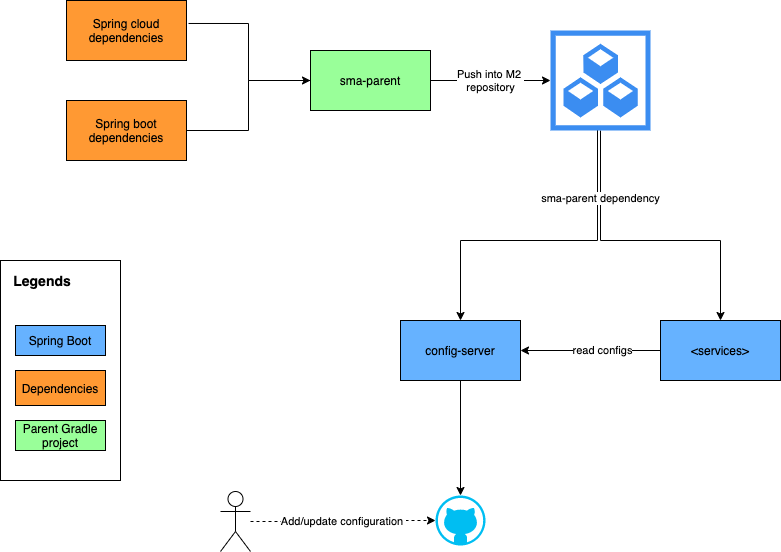 Spring cloud
dependencies
Spring boot
dependencies
sma-parent
Push into M2
repository
sma-parent dependency
Legends
Spring Boot
Dependencies
Parent Gradle
project
config-server
read configs
<services>
Add/update configuration